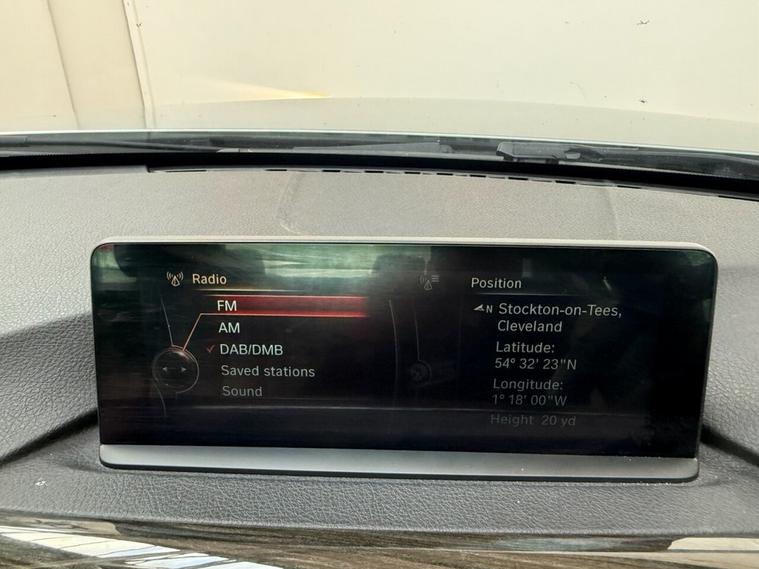 Radio
FM
AM
DAB/DMB
Saved stations
Sound
Position
N Stockton-on-Tees,
Cleveland
Latitude:
54° 32' 23"N
Longitude:
1° 18' 00"W
Height 20 yd